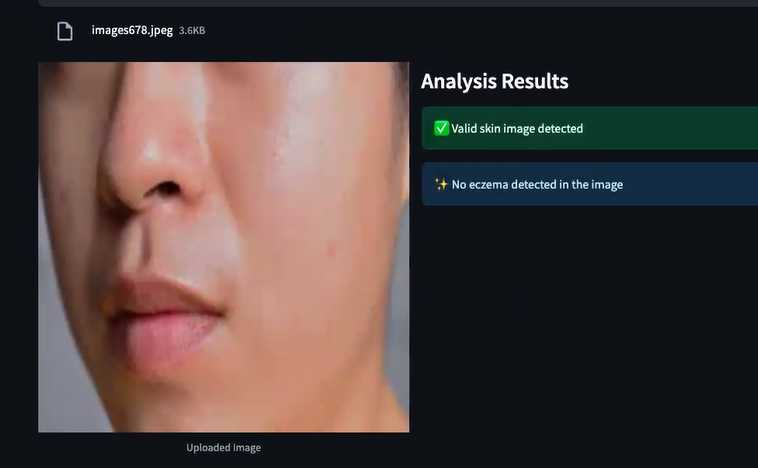 images678.jpeg 3.6KB
Analysis Results
✅ Valid skin image detected
✨ No eczema detected in the image
Uploaded Image